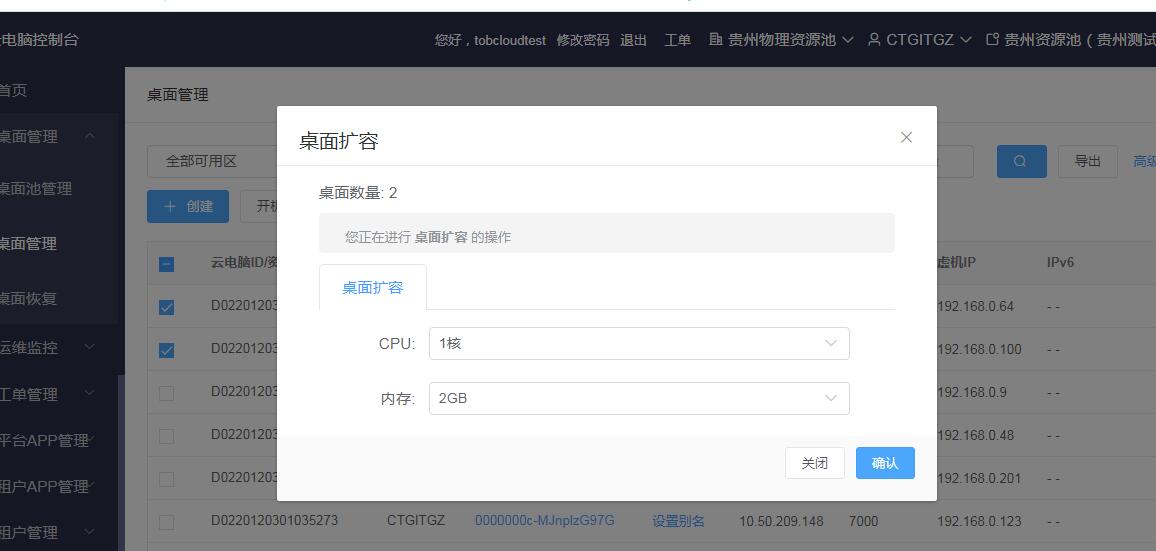 电脑控制台
您好，tobcloudtest 修改密码 退出 工单 贵州物理资源池 CTGITGZ 贵州资源池（贵州测试
首页
桌面管理
桌面池管理
桌面管理
桌面恢复
运维监控
工单管理
平台APP管理
租户APP管理
租户管理
桌面管理
全部可用区
导出 高级
创建 开机
云电脑ID/资 虚机IP IPv6
D02201203 192.168.0.64 - -
D02201203 192.168.0.100 - -
D02201203 192.168.0.9 - -
D02201203 192.168.0.48 - -
D02201203 192.168.0.201 - -
D0220120301035273 CTGITGZ 0000000c-MJnpIzG97G 设置别名 10.50.209.148 7000 192.168.0.123 - -
桌面扩容
桌面数量: 2
您正在进行 桌面扩容 的操作
桌面扩容
CPU: 1核
内存: 2GB
关闭 确认